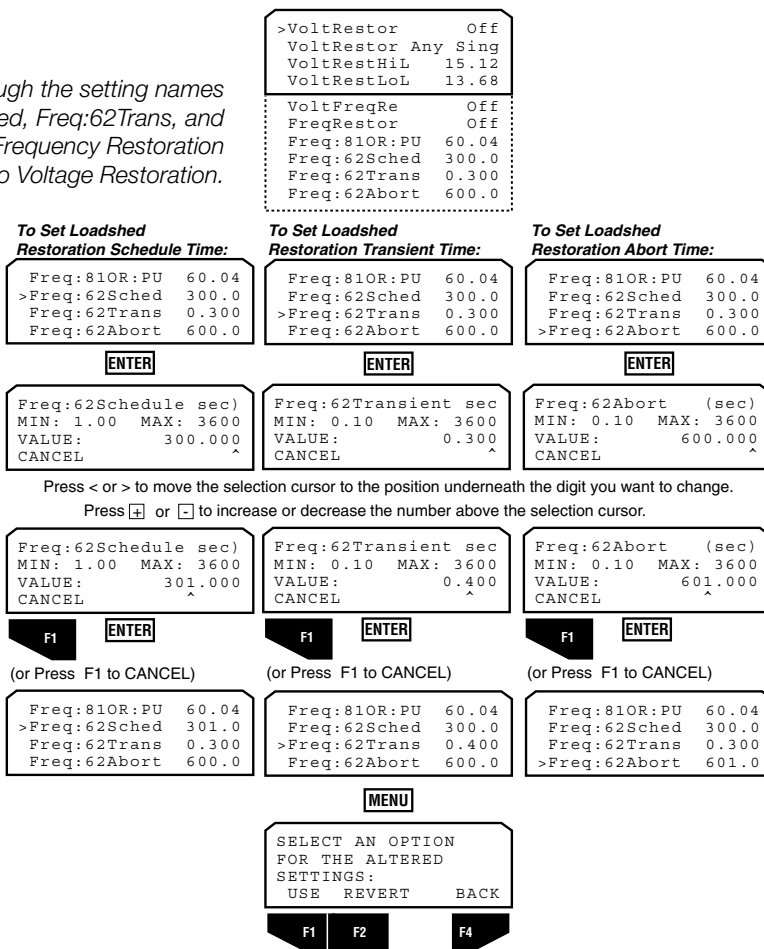 >VoltRestor Off
VoltRestor Any Sing
VoltRestHiL 15.12
VoltRestLoL 13.68
VoltFreqRe Off
FreqRestor Off
Freq:81OR:PU 60.04
Freq:62Sched 300.0
Freq:62Trans 0.300
Freq:62Abort 600.0
the setting names
Freq:62Trans, and
Frequency Restoration
Voltage Restoration.
To Set Loadshed
Restoration Schedule Time:
Freq:81OR:PU 60.04
>Freq:62Sched 300.0
Freq:62Trans 0.300
Freq:62Abort 600.0
ENTER
Freq:62Schedule sec)
MIN: 1.00 MAX: 3600
VALUE: 300.000
CANCEL ^
To Set Loadshed
Restoration Transient Time:
Freq:81OR:PU 60.04
Freq:62Sched 300.0
>Freq:62Trans 0.300
Freq:62Abort 600.0
ENTER
Freq:62Transient sec
MIN: 0.10 MAX: 3600
VALUE: 0.300
CANCEL ^
To Set Loadshed
Restoration Abort Time:
Freq:81OR:PU 60.04
Freq:62Sched 300.0
Freq:62Trans 0.300
>Freq:62Abort 600.0
ENTER
Freq:62Abort (sec)
MIN: 0.10 MAX: 3600
VALUE: 600.000
CANCEL ^
Press < or > to move the selection cursor to the position underneath the digit you want to change.
Press + or - to increase or decrease the number above the selection cursor.
Freq:62Schedule sec)
MIN: 1.00 MAX: 3600
VALUE: 301.000
CANCEL ^
F1 ENTER
(or Press F1 to CANCEL)
Freq:81OR:PU 60.04
>Freq:62Sched 301.0
Freq:62Trans 0.300
Freq:62Abort 600.0
Freq:62Transient sec
MIN: 0.10 MAX: 3600
VALUE: 0.400
CANCEL ^
F1 ENTER
(or Press F1 to CANCEL)
Freq:81OR:PU 60.04
Freq:62Sched 300.0
>Freq:62Trans 0.400
Freq:62Abort 600.0
Freq:62Abort (sec)
MIN: 0.10 MAX: 3600
VALUE: 601.000
CANCEL ^
F1 ENTER
(or Press F1 to CANCEL)
Freq:81OR:PU 60.04
Freq:62Sched 300.0
Freq:62Trans 0.300
>Freq:62Abort 601.0
MENU
SELECT AN OPTION
FOR THE ALTERED
SETTINGS:
USE REVERT BACK
F1 F2 F4